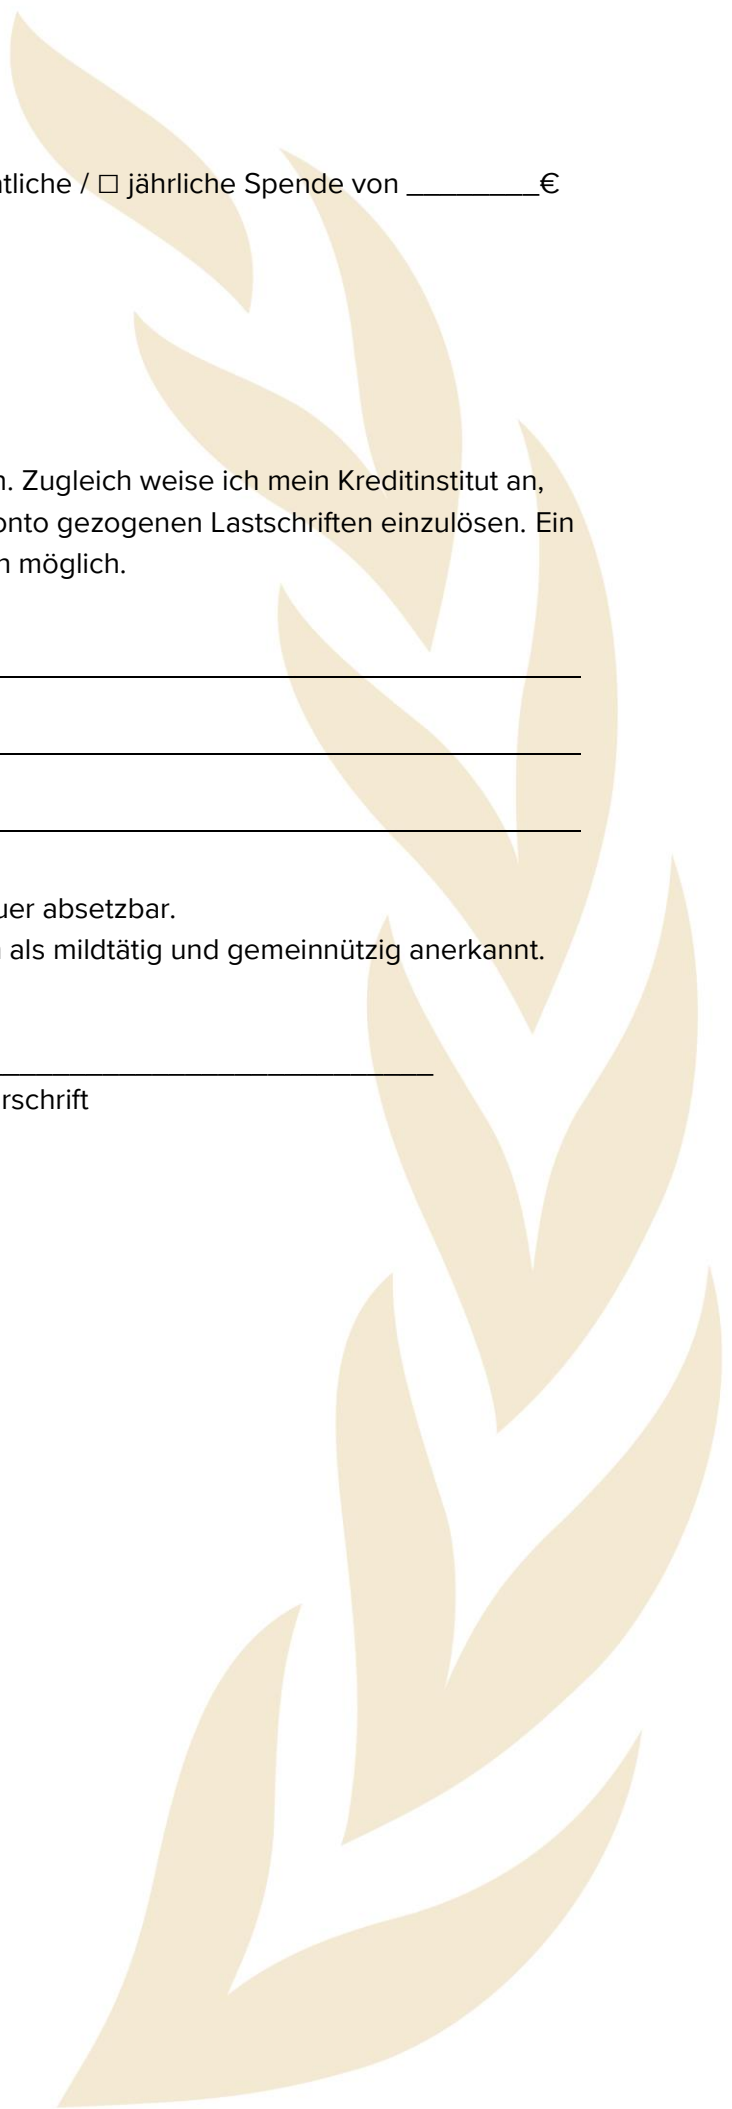 tliche / ☐ jährliche Spende von ________€
n. Zugleich weise ich mein Kreditinstitut an,
onto gezogenen Lastschriften einzulösen. Ein
n möglich.
uer absetzbar.
als mildtätig und gemeinnützig anerkannt.
__________________________
rschrift